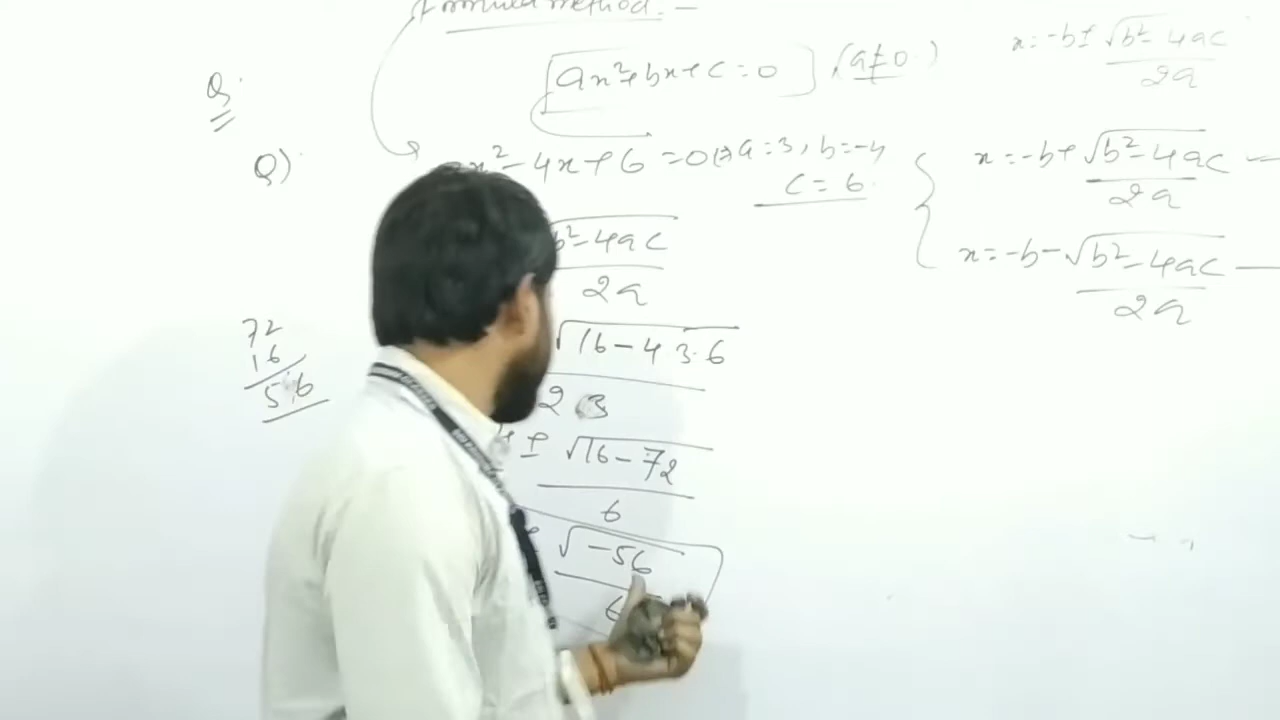 Formula method. -
x = -b ± √b² - 4ac
2a
Q.
ax² + bx + c = 0 (a ≠ 0.)
Q)
x² - 4x + 6 = 0 a = 3, b = -4
c = 6.
x = -b + √b² - 4ac
2a
b² - 4ac
2a
x = -b - √b² - 4ac
2a
72
16
56
√16 - 4.3.6
2 3
± √16 - 72
6
√-56
6